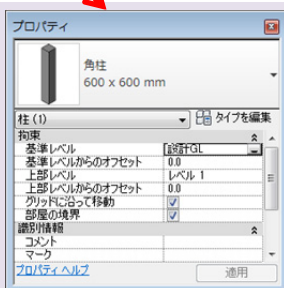 プロパティ
角柱
600 x 600 mm
柱 (1)
タイプを編集
拘束
基準レベル 設計GL
基準レベルからのオフセット 0.0
上部レベル レベル 1
上部レベルからのオフセット 0.0
グリッドに沿って移動
部屋の境界
識別情報
コメント
マーク
プロパティ ヘルプ
適用